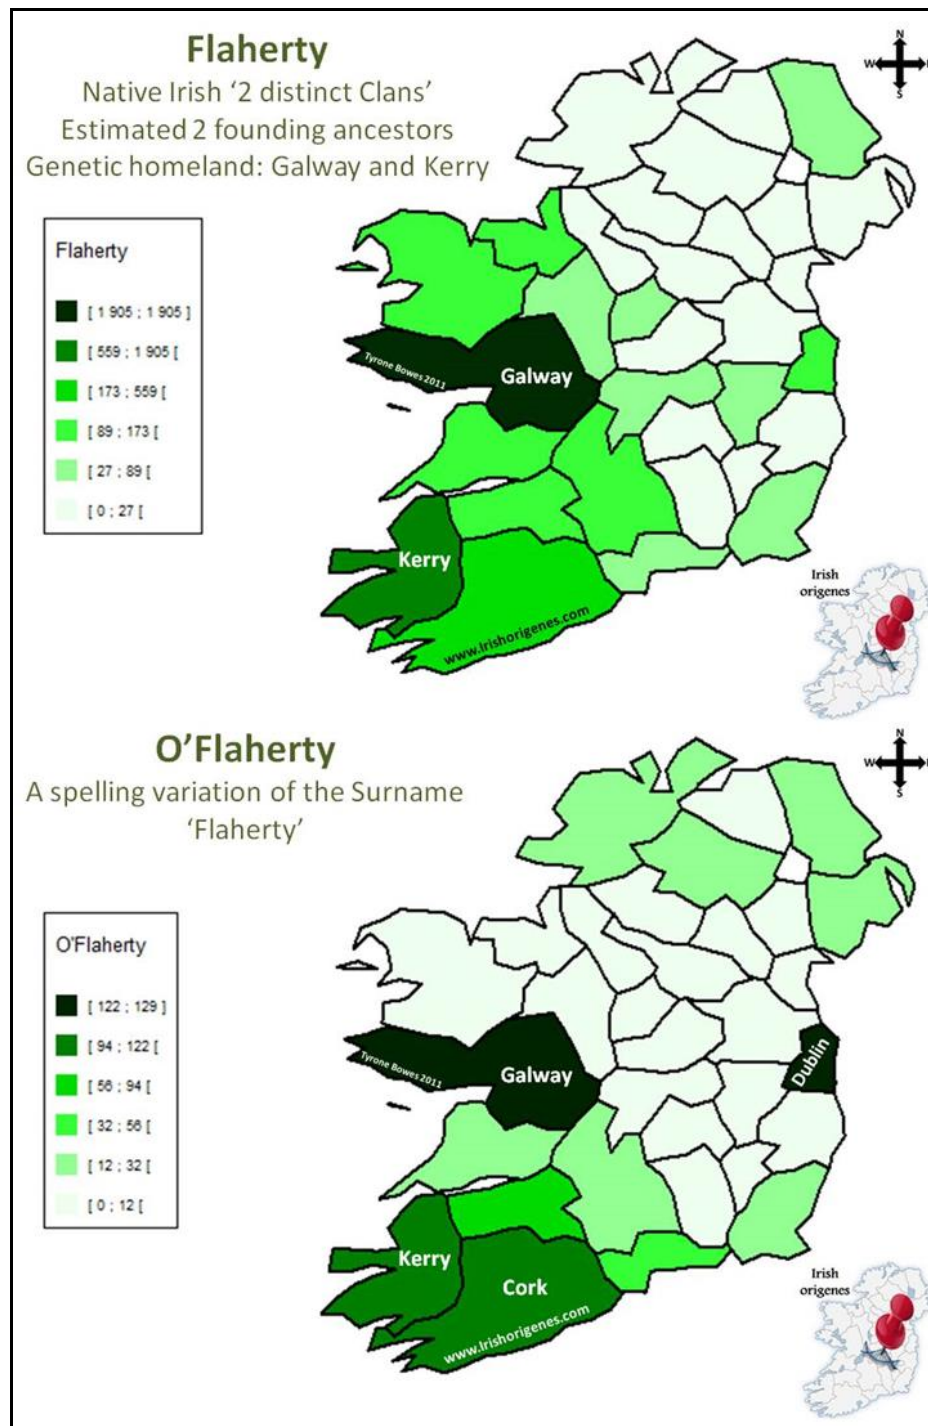 Flaherty
Native Irish ‘2 distinct Clans’
Estimated 2 founding ancestors
Genetic homeland: Galway and Kerry
Flaherty
[ 1 905 ; 1 905 ]
[ 559 ; 1 905 [
[ 173 ; 559 [
[ 89 ; 173 [
[ 27 ; 89 [
[ 0 ; 27 [
N
W
S
Tyrone Bowes 2011
Galway
Kerry
www.Irishorigenes.com
Irish
origenes
O’Flaherty
A spelling variation of the Surname
‘Flaherty’
O'Flaherty
[ 122 ; 129 ]
[ 94 ; 122 [
[ 56 ; 94 [
[ 32 ; 56 [
[ 12 ; 32 [
[ 0 ; 12 [
N
W
S
Dublin
Tyrone Bowes 2011
Galway
Kerry
Cork
www.Irishorigenes.com
Irish
origenes